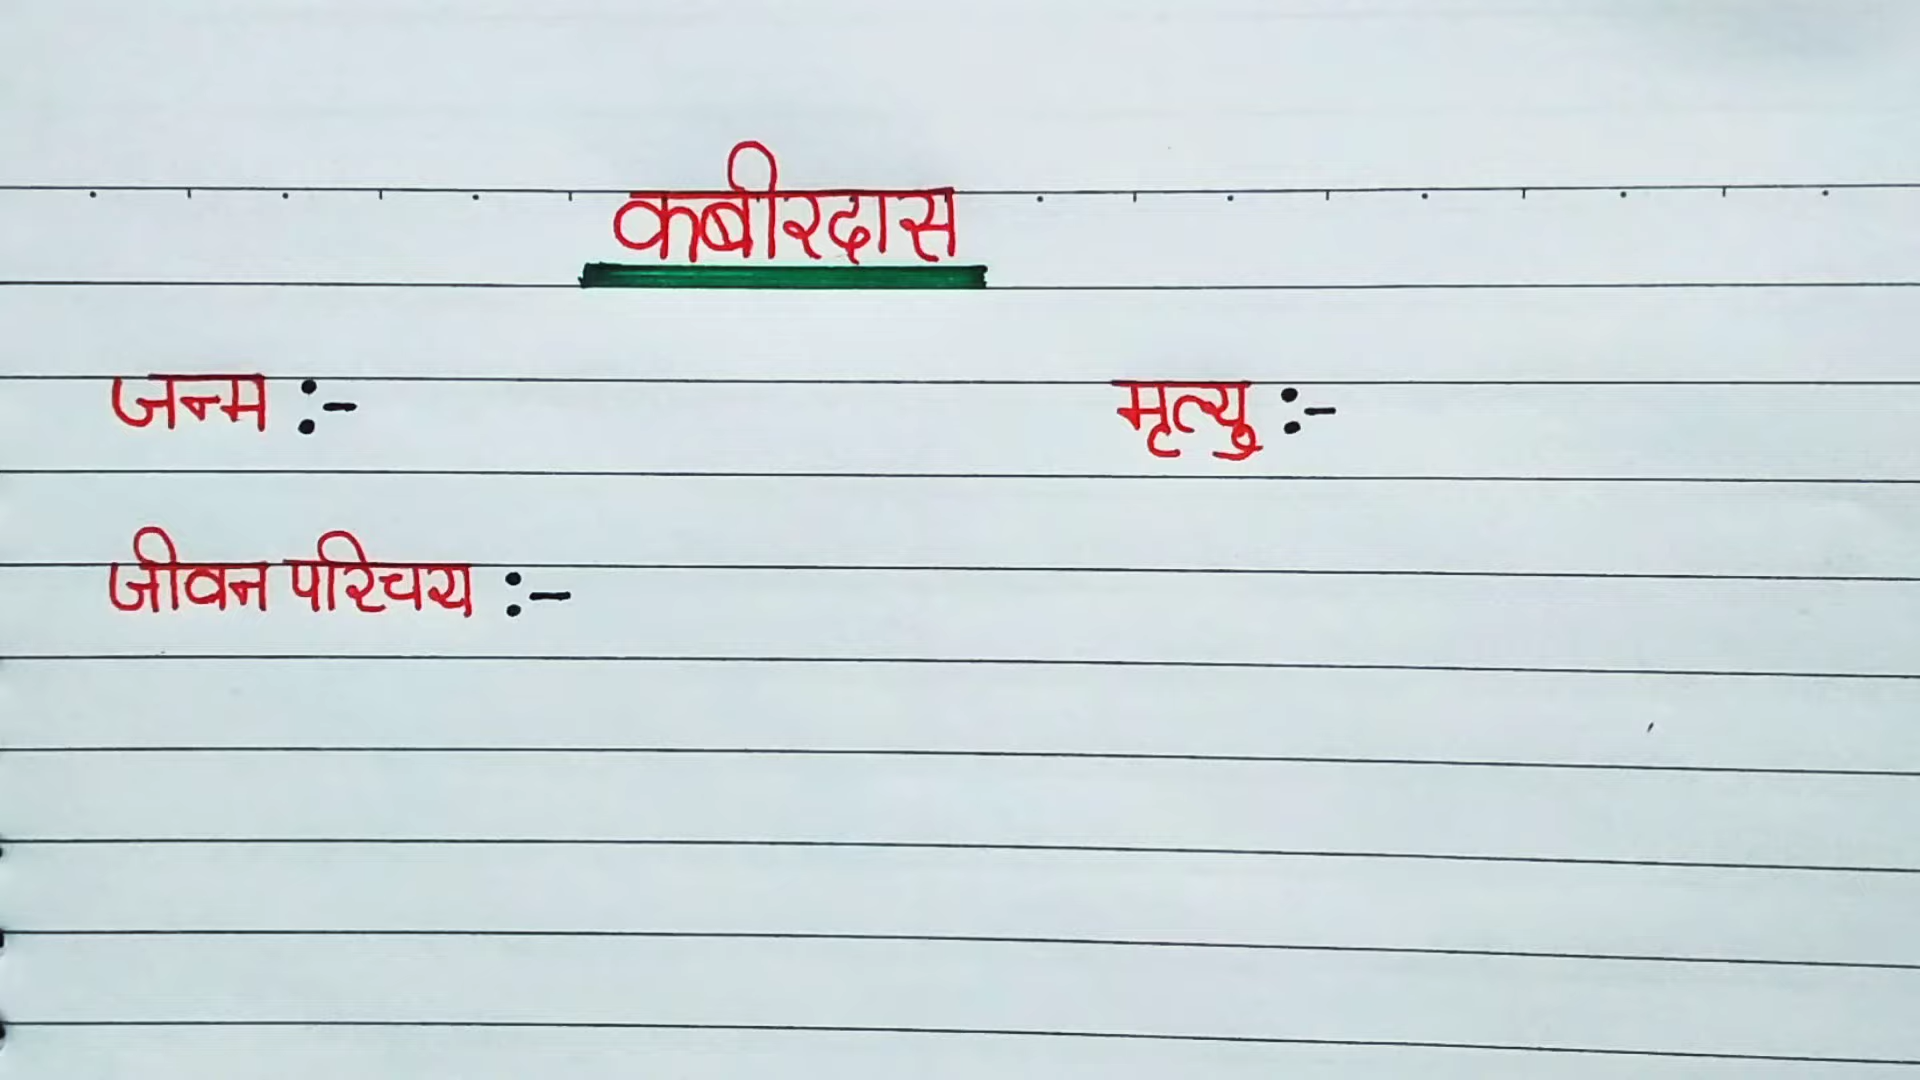 कबीरदास
जन्म :- मृत्यु :-
जीवन परिचय :-